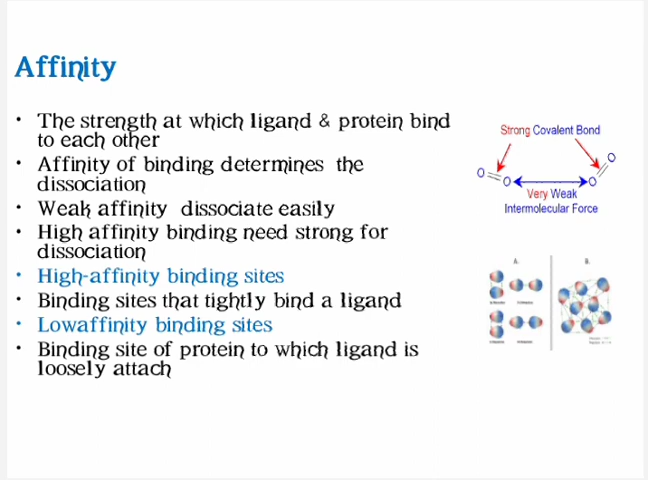 Affinity
• The strength at which ligand & protein bind
to each other
• Affinity of binding determines the
dissociation
• Weak affinity dissociate easily
• High affinity binding need strong for
dissociation
• High-affinity binding sites
• Binding sites that tightly bind a ligand
• Lowaffinity binding sites
• Binding site of protein to which ligand is
loosely attach
Strong Covalent Bond
O
O
O
O
Very Weak
Intermolecular Force
A.
B.